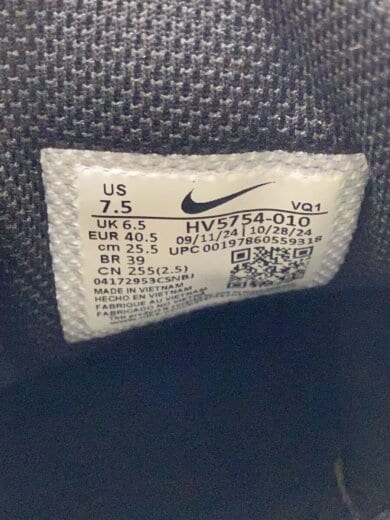 US
7.5
VQ1
UK 6.5
HV5754-010
EUR 40.5
09/11/24 | 10/28/24
cm 25.5
UPC 00197860559318
BR 39
CN 255(2.5)
04172953CSNBJ
MADE IN VIETNAM
HECHO EN VIETNAM
FABRIQUE AU VIETNAM
FABRICADO NO VIETNAM